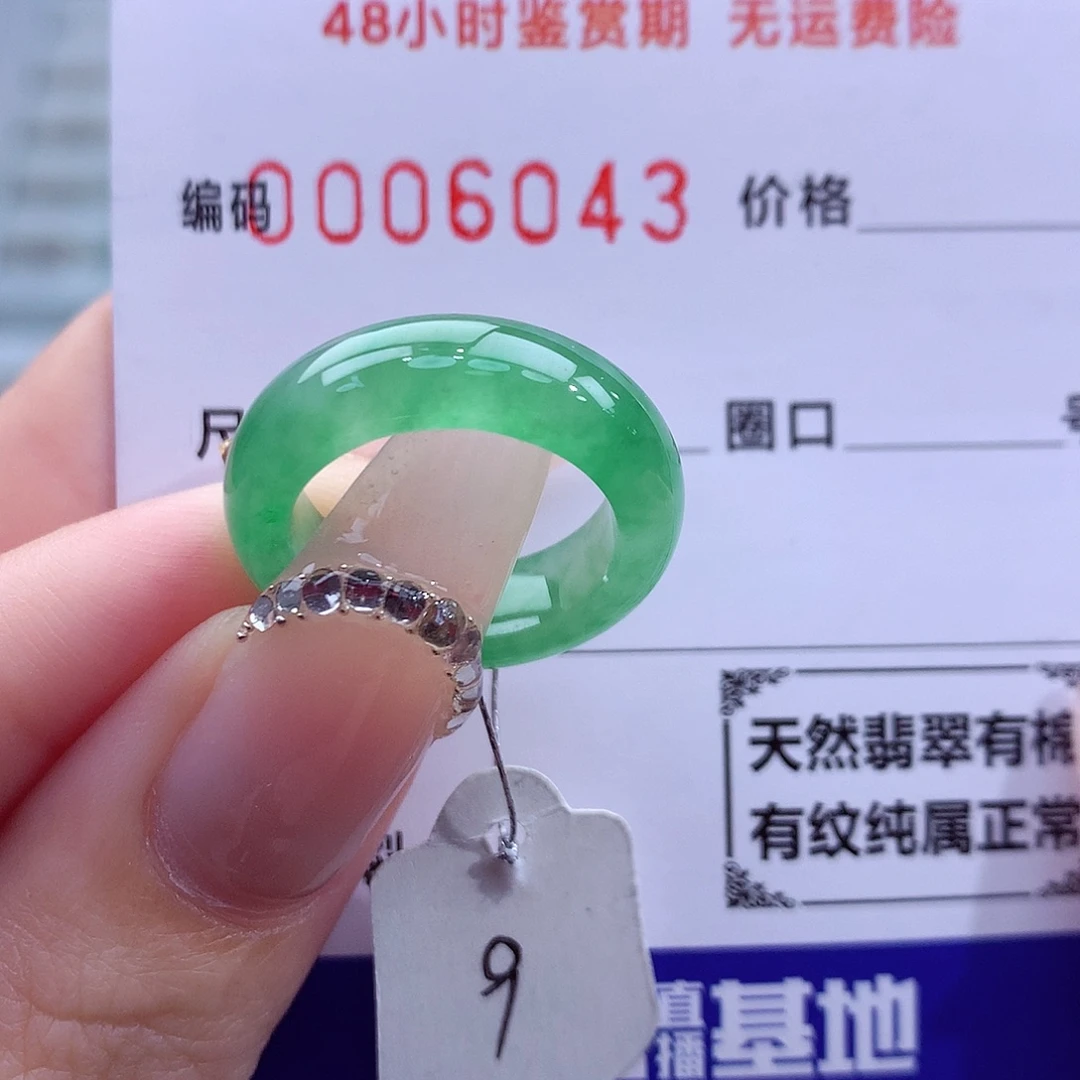 48小时鉴赏期 无运费险
编码0006043 价格
圈口
天然翡翠有
有纹纯属正常
9
基地